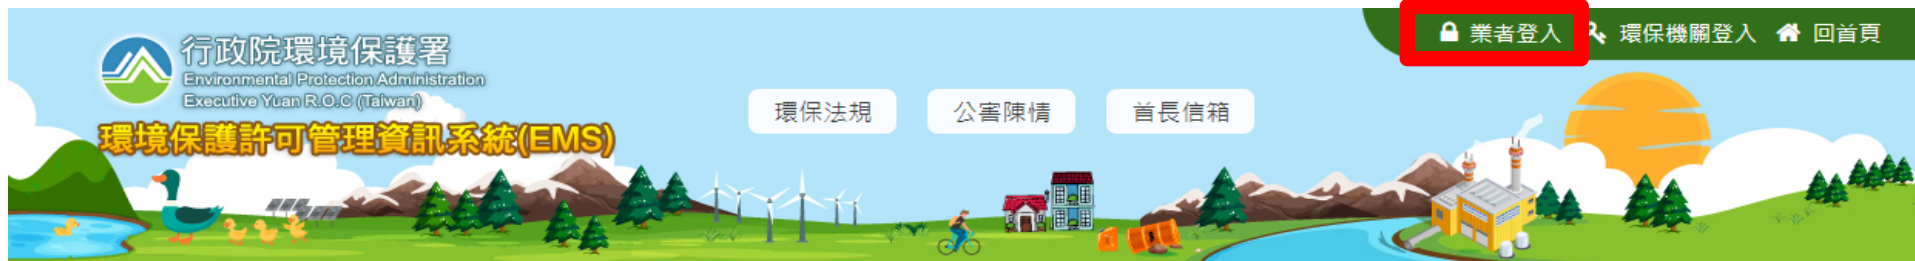 業者登入 環保機關登入 回首頁
行政院環境保護署
Environmental Protection Administration
Executive Yuan R.O.C (Taiwan)
環境保護許可管理資訊系統(EMS)
環保法規 公害陳情 首長信箱